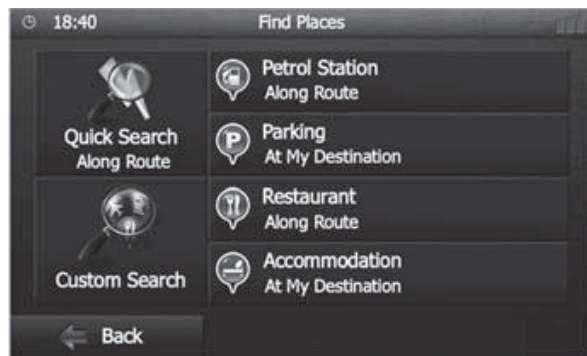 18:40 Find Places
Quick Search
Along Route
Custom Search
Petrol Station
Along Route
P Parking
At My Destination
Restaurant
Along Route
Accommodation
At My Destination
Back